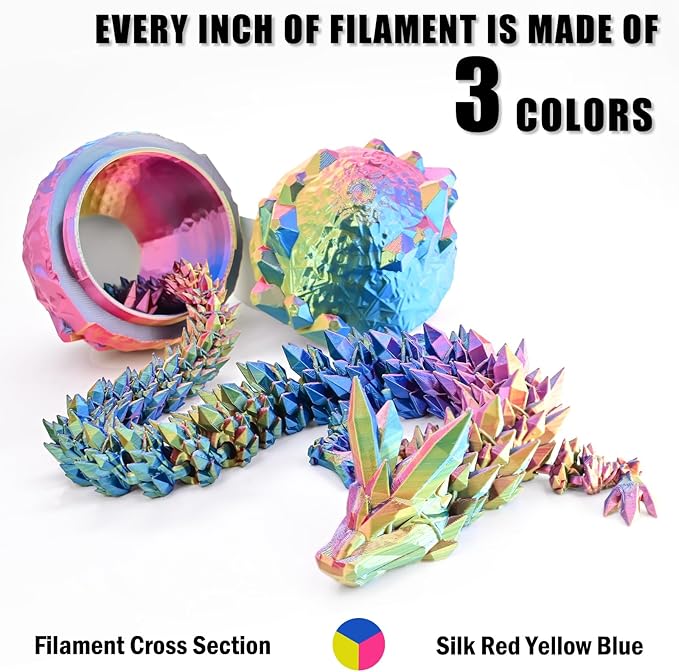 EVERY INCH OF FILAMENT IS MADE OF
3 COLORS
Filament Cross Section
Silk Red Yellow Blue